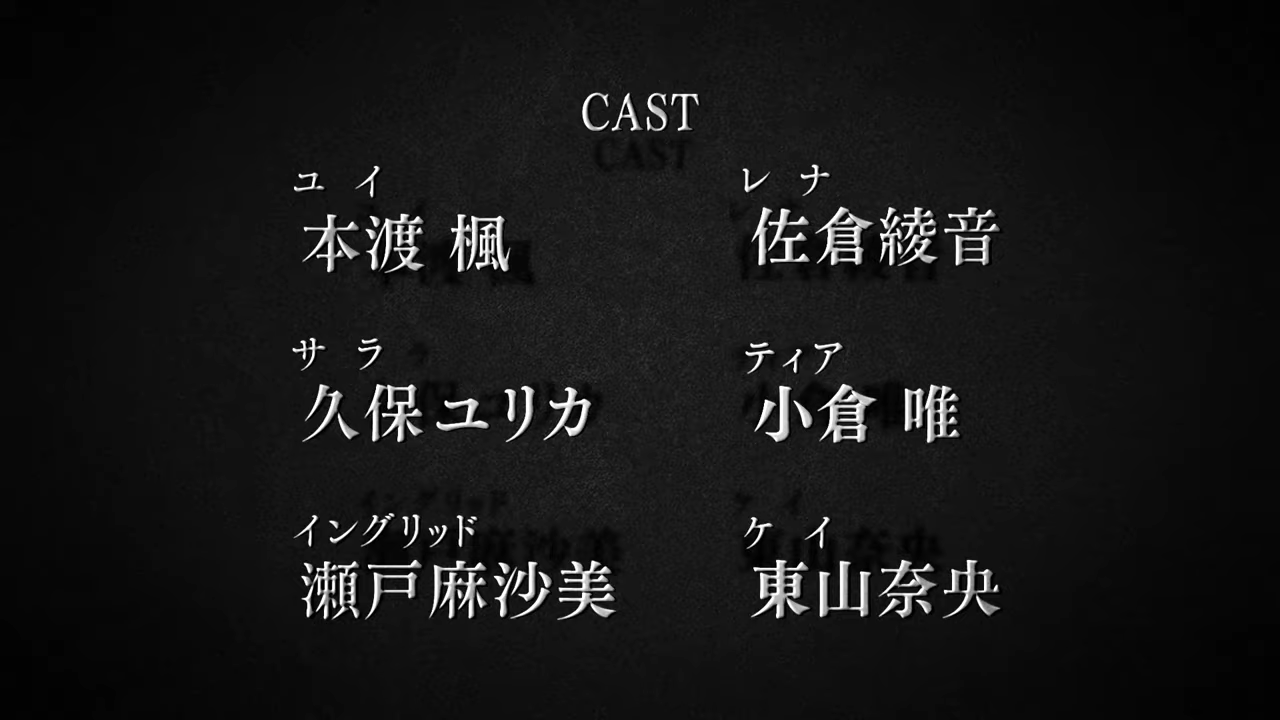 CAST
ユイ
本渡 楓
レナ
佐倉綾音
サラ
久保ユリカ
ティア
小倉 唯
イングリッド
瀬戸麻沙美
ケイ
東山奈央